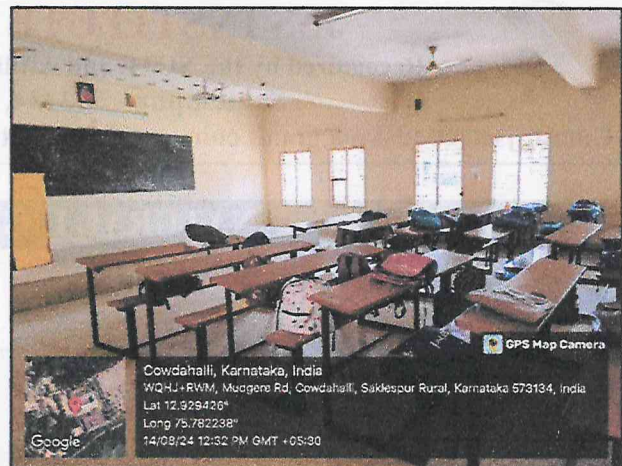 GPS Map Camera
Cowdahalli, Karnataka, India
WQHJ+RWM, Mudgere Rd, Cowdahalli, Saklespur Rural, Karnataka 573134, India
Lat 12.929426°
Long 75.782238°
14/08/24 12:32 PM GMT +05:30
Google